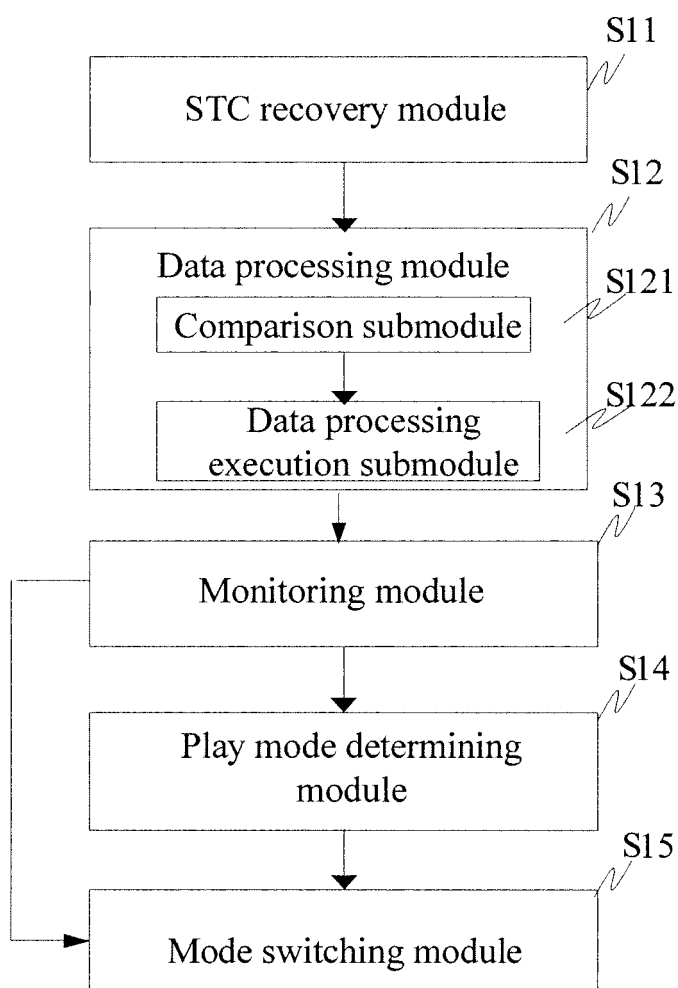 S11
STC recovery module
S12
Data processing module
S121
Comparison submodule
S122
Data processing
execution submodule
S13
Monitoring module
S14
Play mode determining
module
S15
Mode switching module